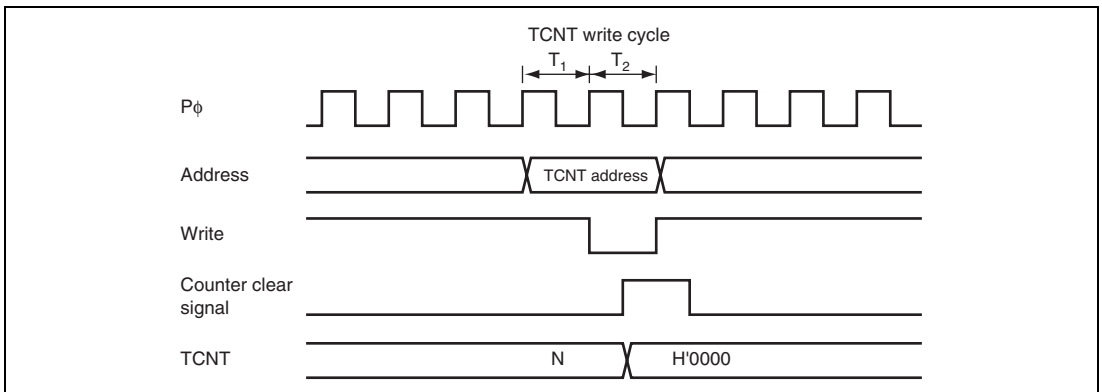 TCNT write cycle
T1 T2
Pϕ
Address
TCNT address
Write
Counter clear
signal
TCNT
N
H'0000